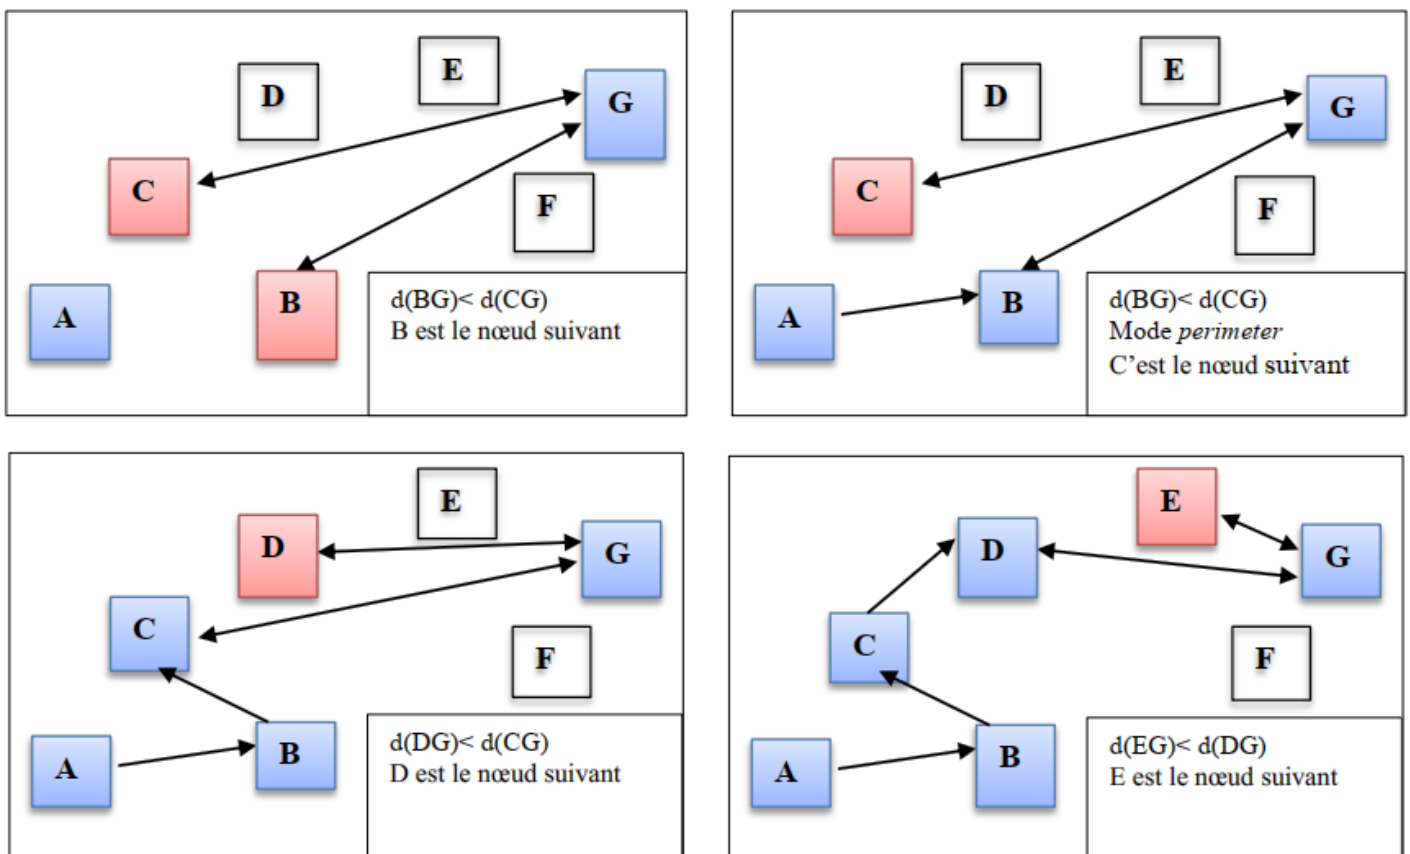 E
D
G
C
F
B
A
d(BG)< d(CG)
B est le nœud suivant
E
D
G
C
F
B
A
d(BG)< d(CG)
Mode perimeter
C’est le nœud suivant
E
D
G
C
F
B
A
d(DG)< d(CG)
D est le nœud suivant
E
D
G
C
F
B
A
d(EG)< d(DG)
E est le nœud suivant